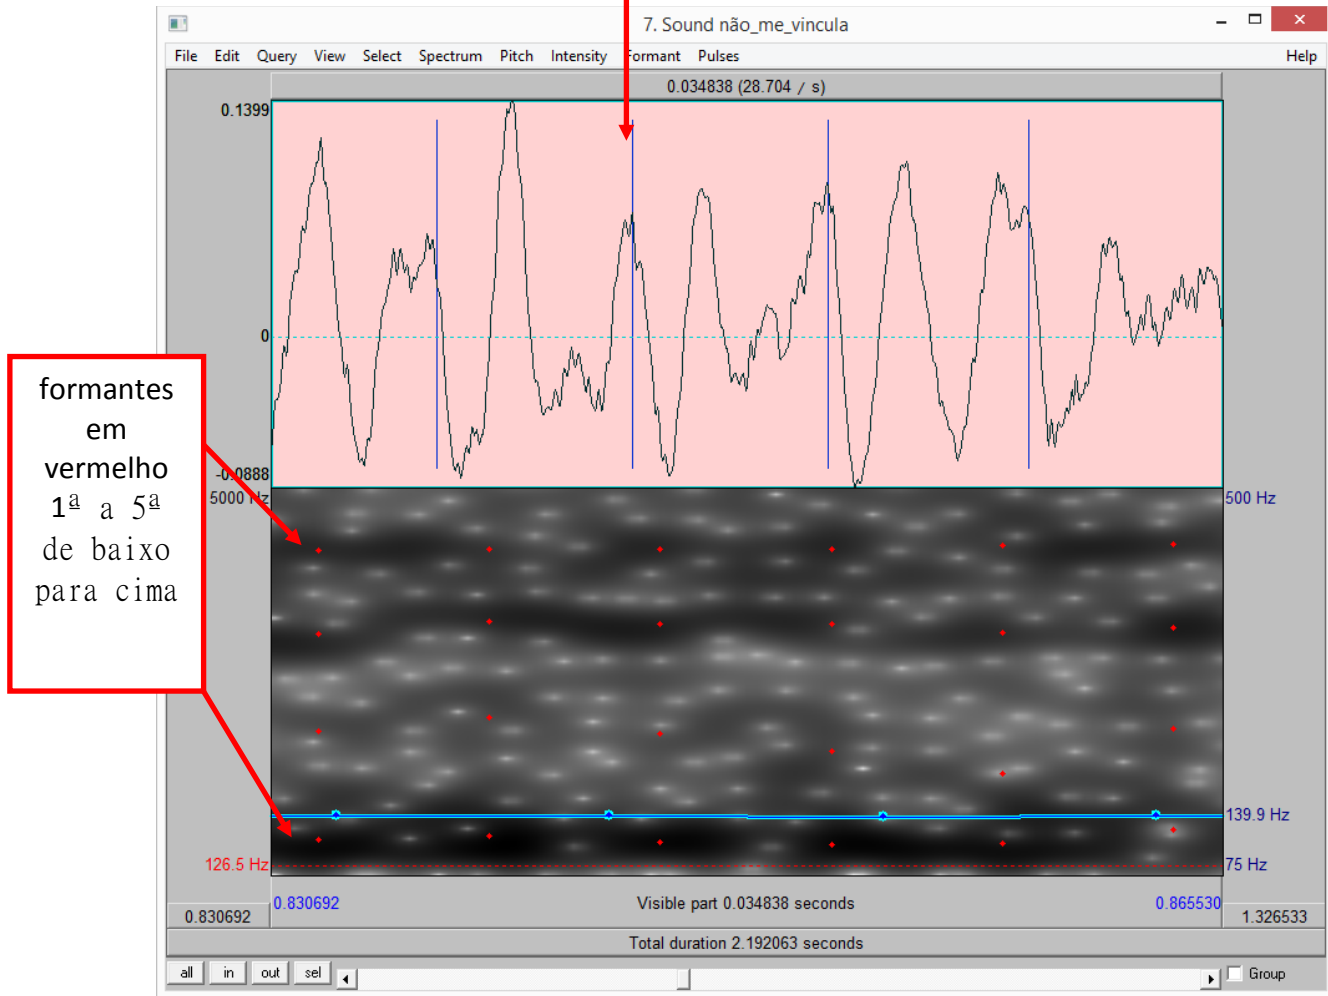 7. Sound não_me_vincula
File Edit Query View Select Spectrum Pitch Intensity Formant Pulses Help
0.034838 (28.704 / s)
0.1399
0
-0.0888
5000 Hz
500 Hz
formantes
em
vermelho
1ª a 5ª
de baixo
para cima
139.9 Hz
126.5 Hz
75 Hz
0.830692
Visible part 0.034838 seconds
0.865530
0.830692
1.326533
Total duration 2.192063 seconds
all in out sel
Group